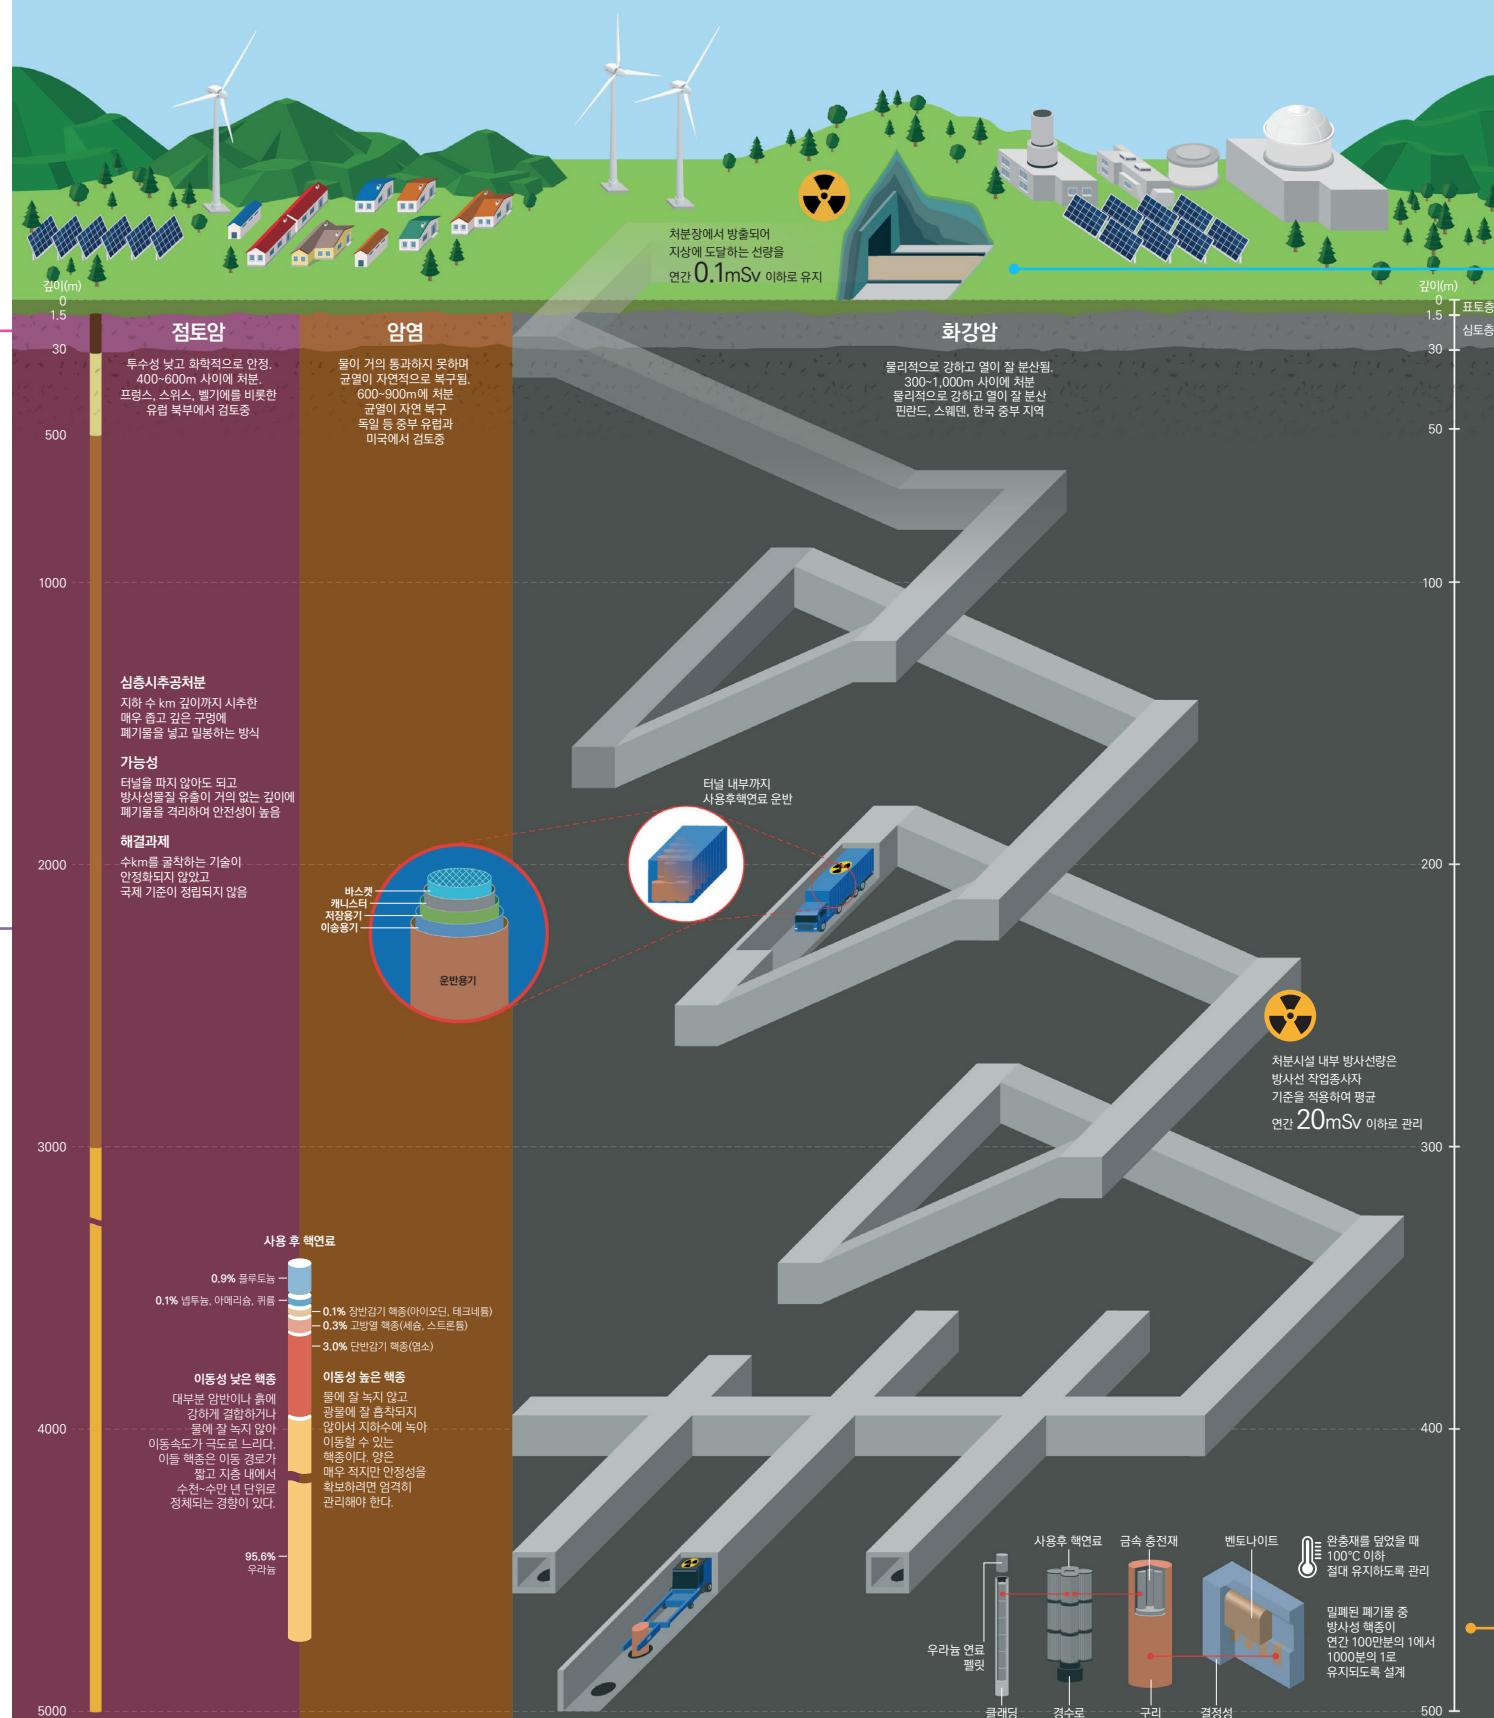 처분장에서 방출되어
지상에 도달하는 선량을
연간 0.1mSv 이하로 유지
깊이(m)
0
1.5
30
500
1000
2000
3000
4000
5000
깊이(m)
0
1.5
30
50
100
200
300
400
500
표토층
심토층
점토암
투수성 낮고 화학적으로 안정.
400~600m 사이에 처분.
프랑스, 스위스, 벨기에를 비롯한
유럽 북부에서 검토중
암염
물이 거의 통과하지 못하며
균열이 자연적으로 복구됨.
600~900m에 처분
균열이 자연 복구
독일 등 중부 유럽과
미국에서 검토중
화강암
물리적으로 강하고 열이 잘 분산됨.
300~1,000m 사이에 처분
물리적으로 강하고 열이 잘 분산
핀란드, 스웨덴, 한국 중부 지역
심층시추공처분
지하 수 km 깊이까지 시추한
매우 좁고 깊은 구멍에
폐기물을 넣고 밀봉하는 방식
가능성
터널을 파지 않아도 되고
방사성물질 유출이 거의 없는 깊이에
폐기물을 격리하여 안전성이 높음
해결과제
수km를 굴착하는 기술이
안정화되지 않았고
국제 기준이 정립되지 않음
터널 내부까지
사용후핵연료 운반
바스켓
캐니스터
저장용기
이송용기
운반용기
처분시설 내부 방사선량은
방사선 작업종사자
기준을 적용하여 평균
연간 20mSv 이하로 관리
사용 후 핵연료
0.9% 플루토늄
0.1% 넵투늄, 아메리슘, 퀴륨
0.1% 장반감기 핵종(아이오딘, 테크네튬)
0.3% 고방열 핵종(세슘, 스트론튬)
3.0% 단반감기 핵종(염소)
이동성 낮은 핵종
대부분 암반이나 흙에
강하게 결합하거나
물에 잘 녹지 않아
이동속도가 극도로 느리다.
이들 핵종은 이동 경로가
짧고 지층 내에서
수천~수만 년 단위로
정체되는 경향이 있다.
이동성 높은 핵종
물에 잘 녹지 않고
광물에 잘 흡착되지
않아서 지하수에 녹아
이동할 수 있는
핵종이다. 양은
매우 적지만 안정성을
확보하려면 엄격히
관리해야 한다.
95.6%
우라늄
사용후 핵연료
금속 충전재
벤토나이트
우라늄 연료
펠릿
클래딩
경수로
구리
결정성
완충재를 덮었을 때
100°C 이하
절대 유지하도록 관리
밀폐된 폐기물 중
방사성 핵종이
연간 100만분의 1에서
1000분의 1로
유지되도록 설계